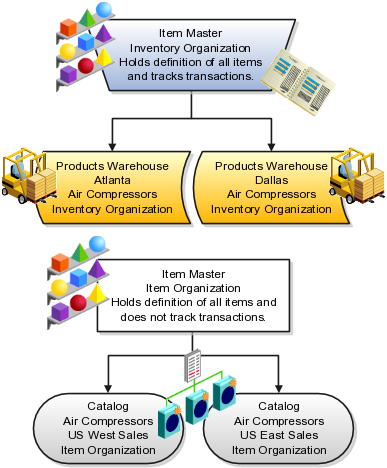 Item Master
Inventory Organization
Holds definition of all items
and tracks transactions.
Products Warehouse
Atlanta
Air Compressors
Inventory Organization
Products Warehouse
Dallas
Air Compressors
Inventory Organization
Item Master
Item Organization
Holds definition of all items and
does not track transactions.
Catalog
Air Compressors
US West Sales
Item Organization
Catalog
Air Compressors
US East Sales
Item Organization